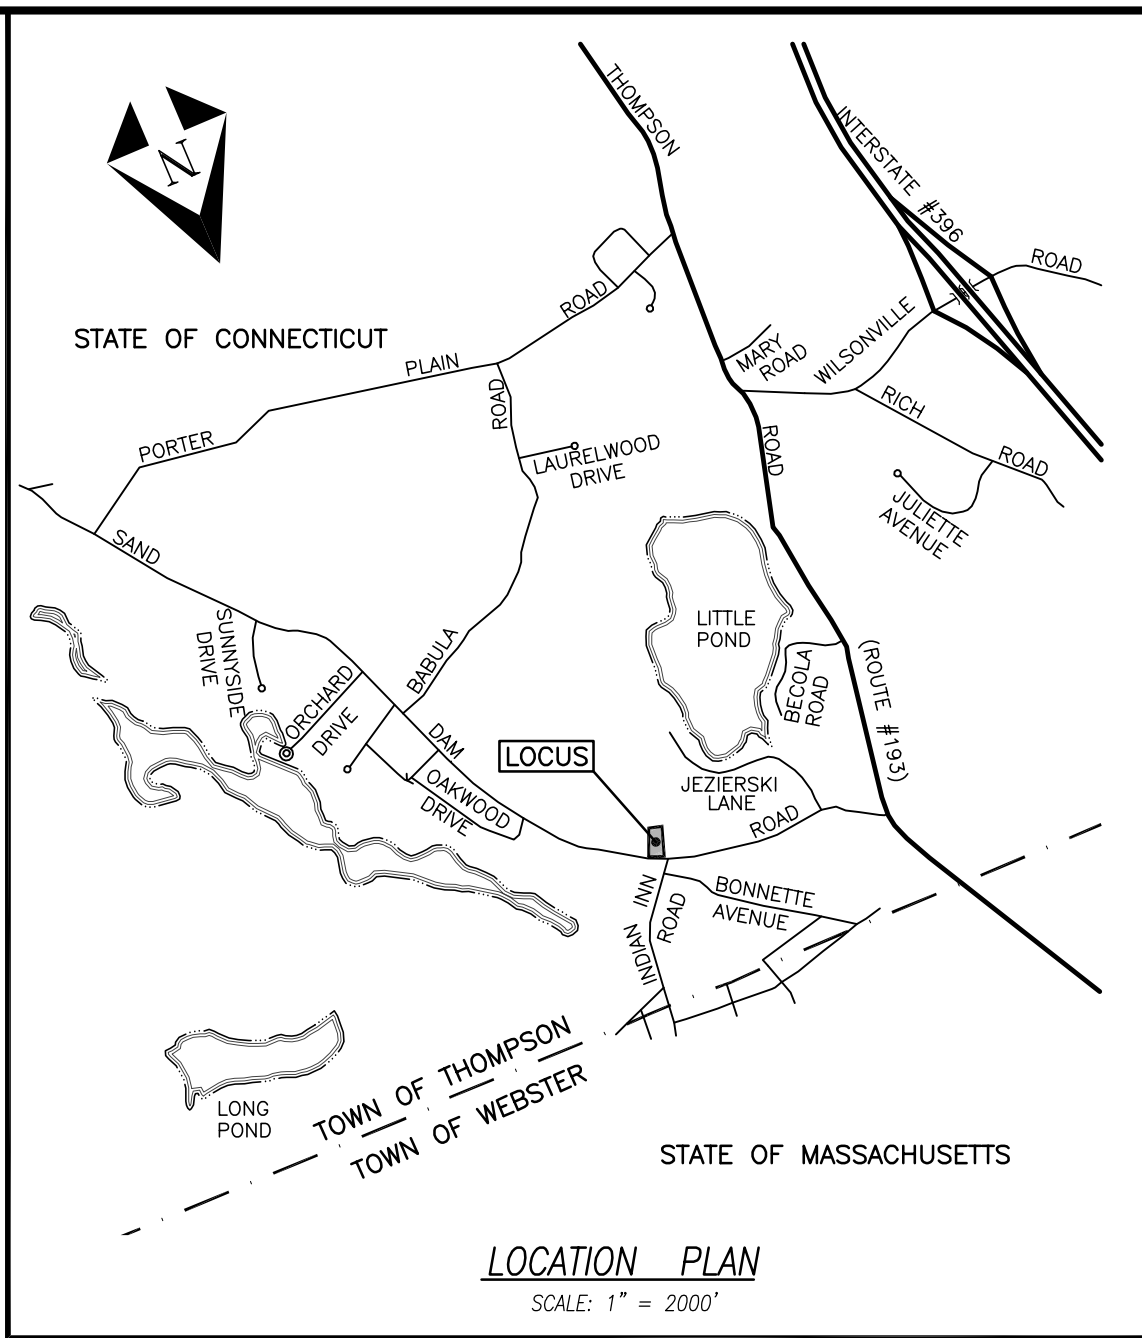 THOMPSON
INTERSTATE #396
N
ROAD
ROAD
STATE OF CONNECTICUT
WILSONVILLE
MARY
ROAD
PLAIN
ROAD
RICH
ROAD
PORTER
ROAD
LAURELWOOD
DRIVE
JULIETTE
AVENUE
SAND
LITTLE
POND
SUNNYSIDE
DRIVE
BABULA
BECOLA
ROAD
(ROUTE #193)
ORCHARD
DRIVE
DAM
LOCUS
OAKWOOD
DRIVE
JEZIERSKI
LANE
ROAD
INDIAN INN
ROAD
BONNETTE
AVENUE
LONG
POND
TOWN OF THOMPSON
TOWN OF WEBSTER
STATE OF MASSACHUSETTS
LOCATION PLAN
SCALE: 1" = 2000'